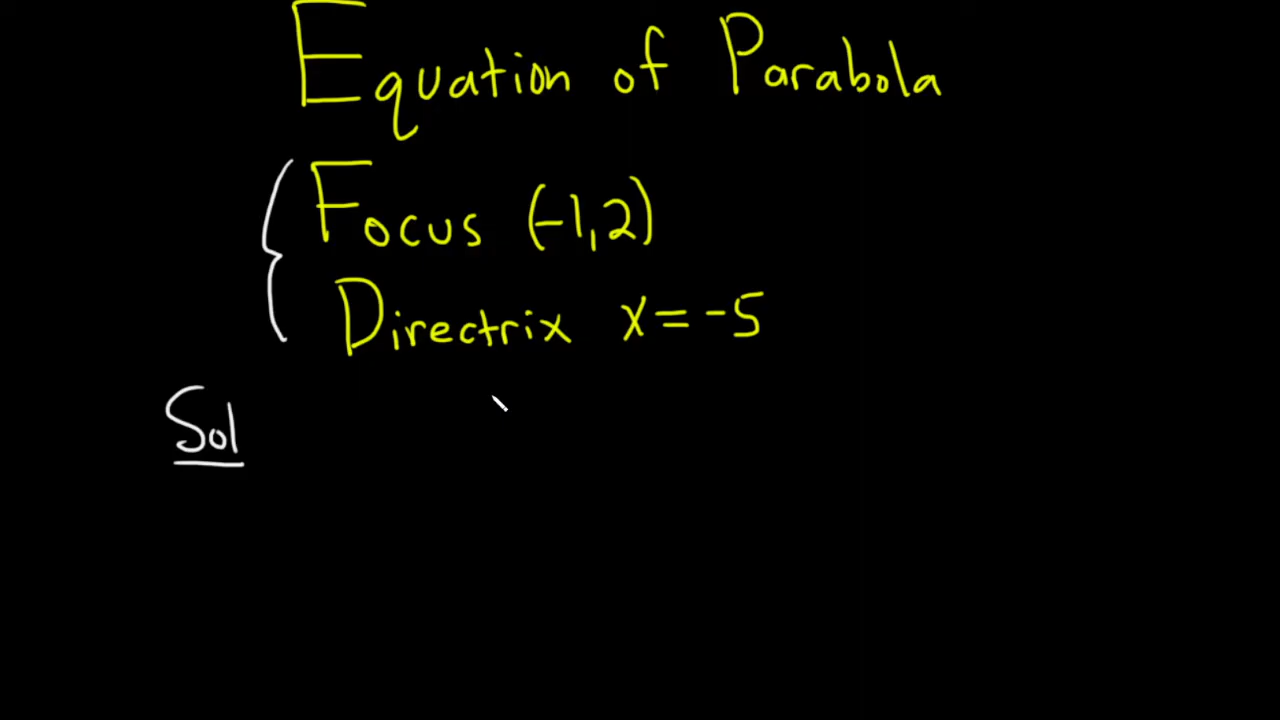 Equation of Parabola
Focus (-1,2)
Directrix x=-5
Sol